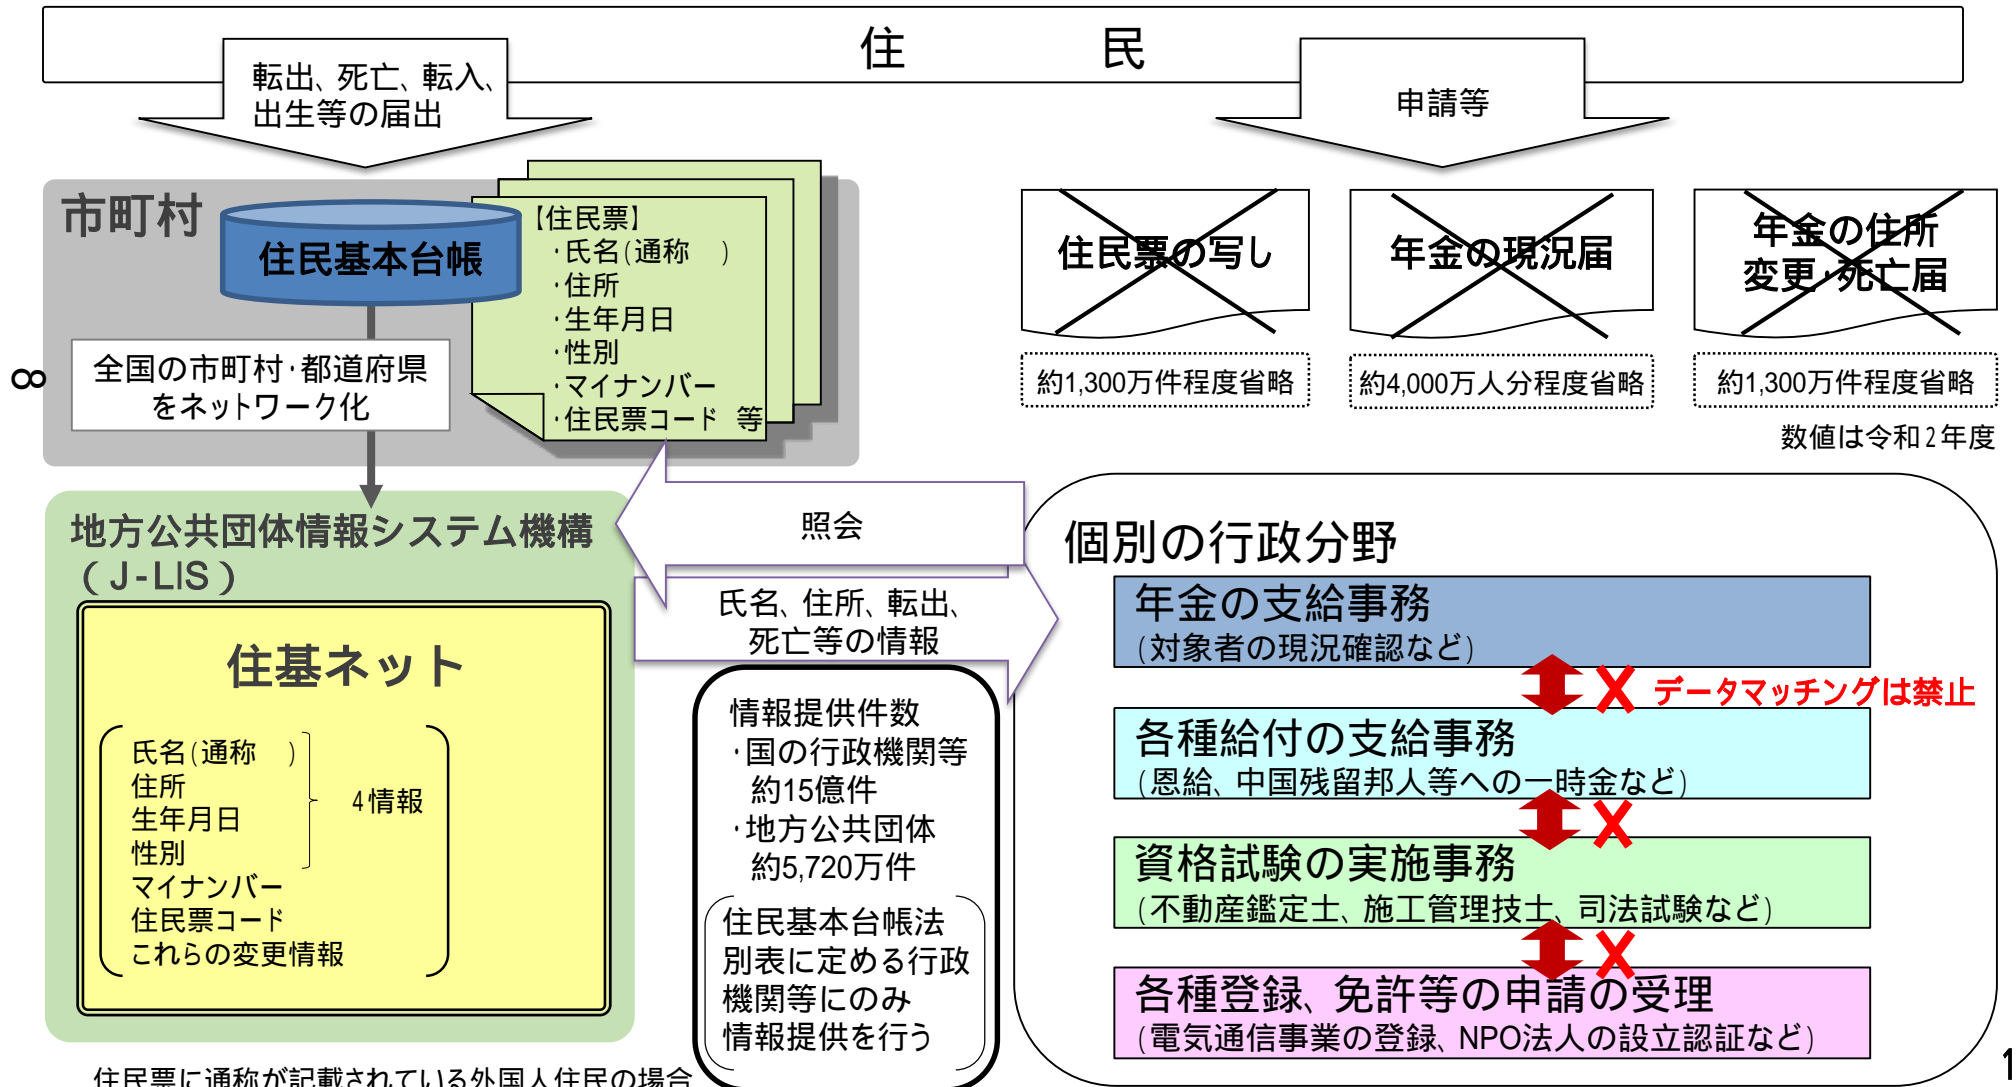 住　民
転出、死亡、転入、
出生等の届出
申請等
市町村
住民基本台帳
【住民票】
・氏名（通称　）
・住所
・生年月日
・性別
・マイナンバー
・住民票コード 等
全国の市町村・都道府県
をネットワーク化
8
住民票の写し
年金の現況届
年金の住所
変更・死亡届
約1,300万件程度省略
約4,000万人分程度省略
約1,300万件程度省略
数値は令和2年度
地方公共団体情報システム機構
（J-LIS）
住基ネット
氏名（通称　）
住所
生年月日
性別
4情報
マイナンバー
住民票コード
これらの変更情報
照会
氏名、住所、転出、
死亡等の情報
情報提供件数
・国の行政機関等
約15億件
・地方公共団体
約5,720万件
住民基本台帳法
別表に定める行政
機関等にのみ
情報提供を行う
個別の行政分野
年金の支給事務
（対象者の現況確認など）
データマッチングは禁止
各種給付の支給事務
（恩給、中国残留邦人等への一時金など）
資格試験の実施事務
（不動産鑑定士、施工管理技士、司法試験など）
各種登録、免許等の申請の受理
（電気通信事業の登録、NPO法人の設立認証など）
住民票に通称が記載されている外国人住民の場合
1